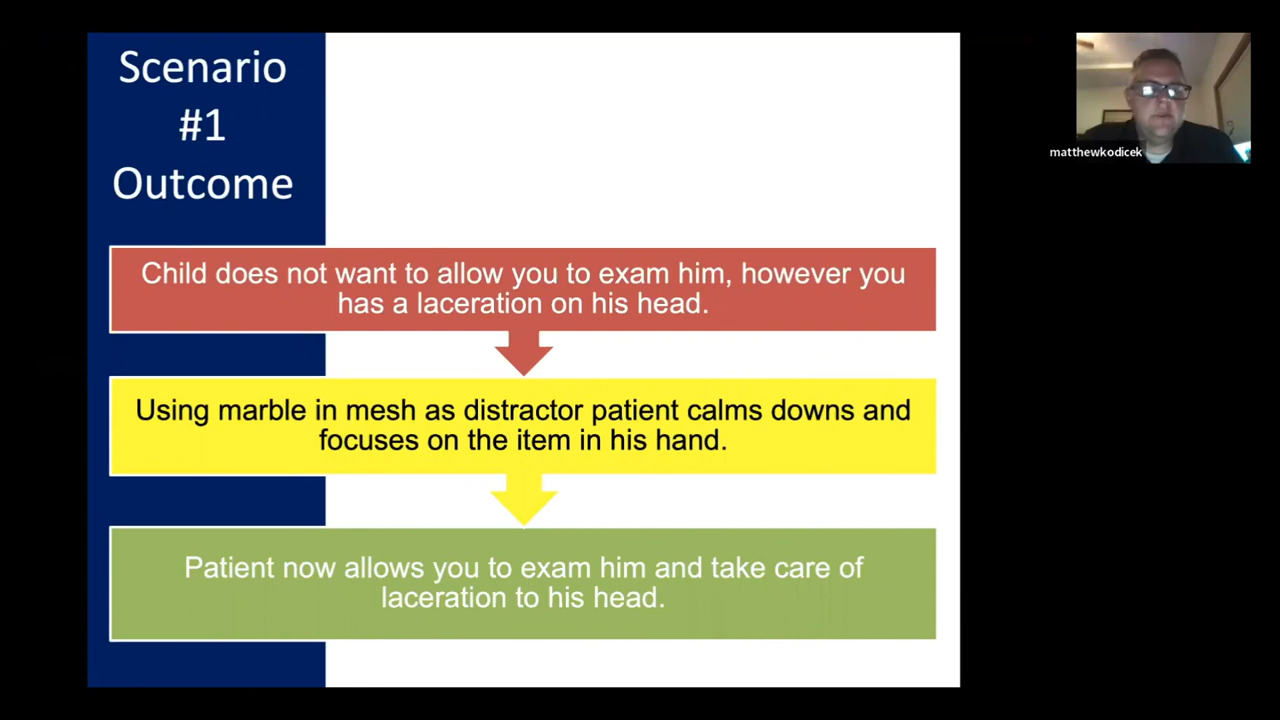 Scenario
#1
Outcome
Child does not want to allow you to exam him, however you
has a laceration on his head.
Using marble in mesh as distractor patient calms downs and
focuses on the item in his hand.
Patient now allows you to exam him and take care of
laceration to his head.
matthewkodicek